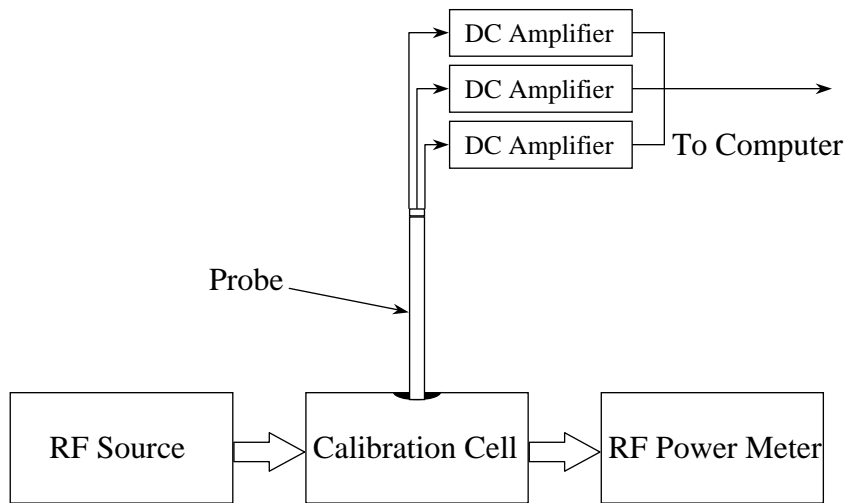 DC Amplifier
DC Amplifier
DC Amplifier
To Computer
Probe
RF Source
Calibration Cell
RF Power Meter